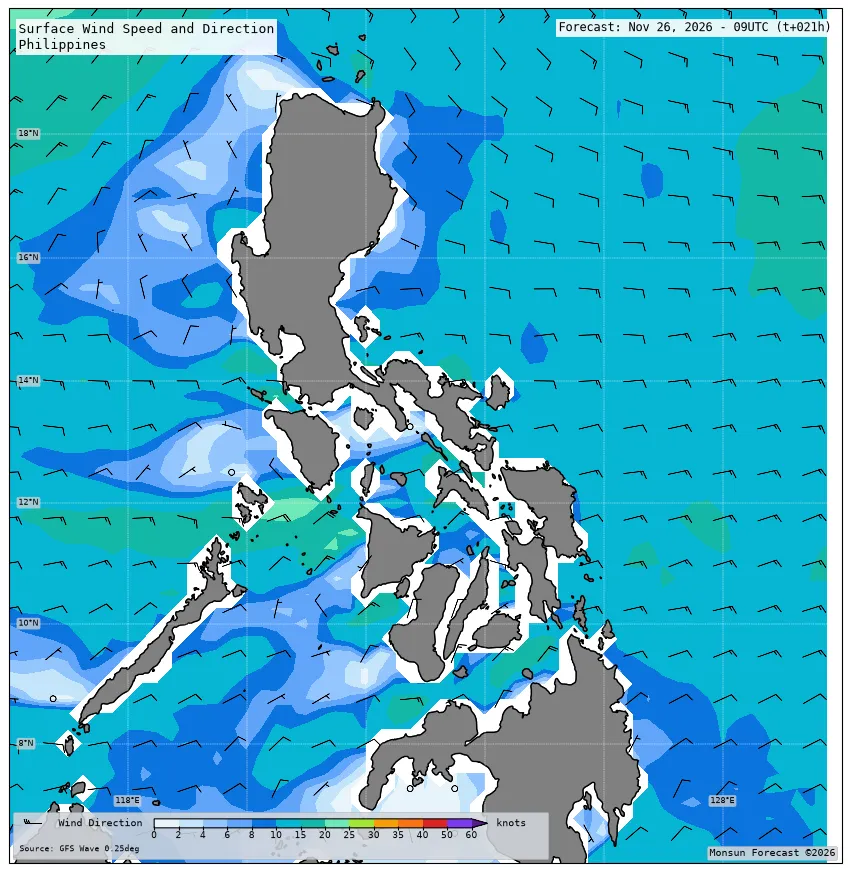 Surface Wind Speed and Direction
Philippines
Forecast: Nov 26, 2026 - 09UTC (t+021h)
18°N
16°N
14°N
12°N
10°N
8°N
118°E
128°E
Wind Direction
0 2 4 6 8 10 15 20 25 30 35 40 50 60
knots
Source: GFS Wave 0.25deg
Monsun Forecast ©2026